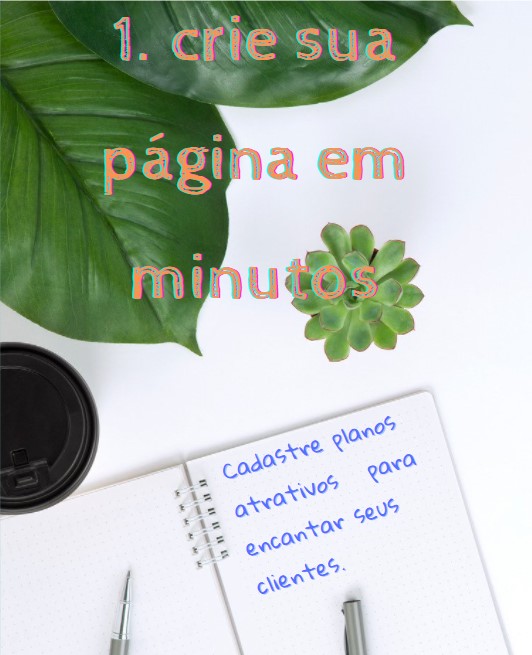 1. crie sua
página em
minutos
Cadastre planos
atrativos para
encantar seus
clientes.